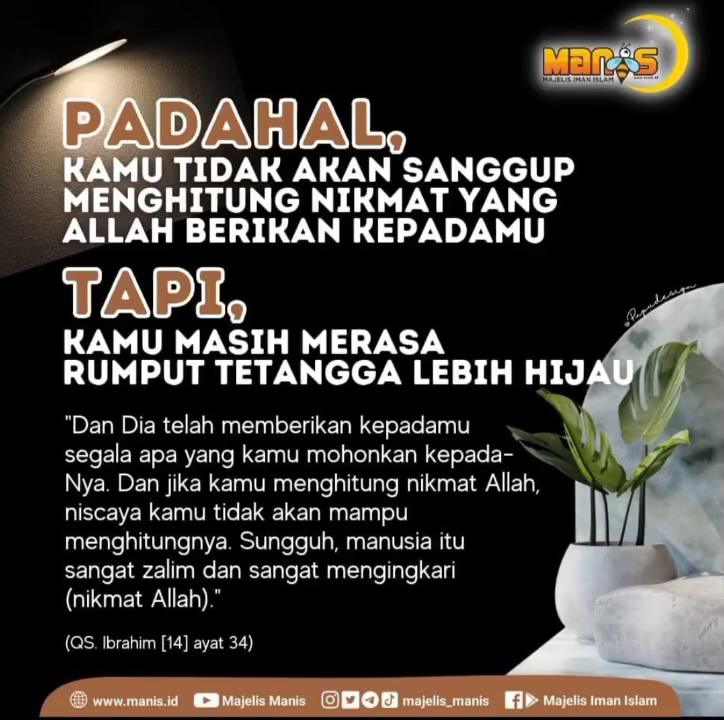 MANIS
MAJELIS IMAN ISLAM
PADAHAL,
KAMU TIDAK AKAN SANGGUP
MENGHITUNG NIKMAT YANG
ALLAH BERIKAN KEPADAMU
TAPI,
KAMU MASIH MERASA
RUMPUT TETANGGA LEBIH HIJAU
"Dan Dia telah memberikan kepadamu
segala apa yang kamu mohonkan kepada-
Nya. Dan jika kamu menghitung nikmat Allah,
niscaya kamu tidak akan mampu
menghitungnya. Sungguh, manusia itu
sangat zalim dan sangat mengingkari
(nikmat Allah)."
(QS. Ibrahim [14] ayat 34)
www.manis.id Majelis Manis majelis_manis Majelis Iman Islam